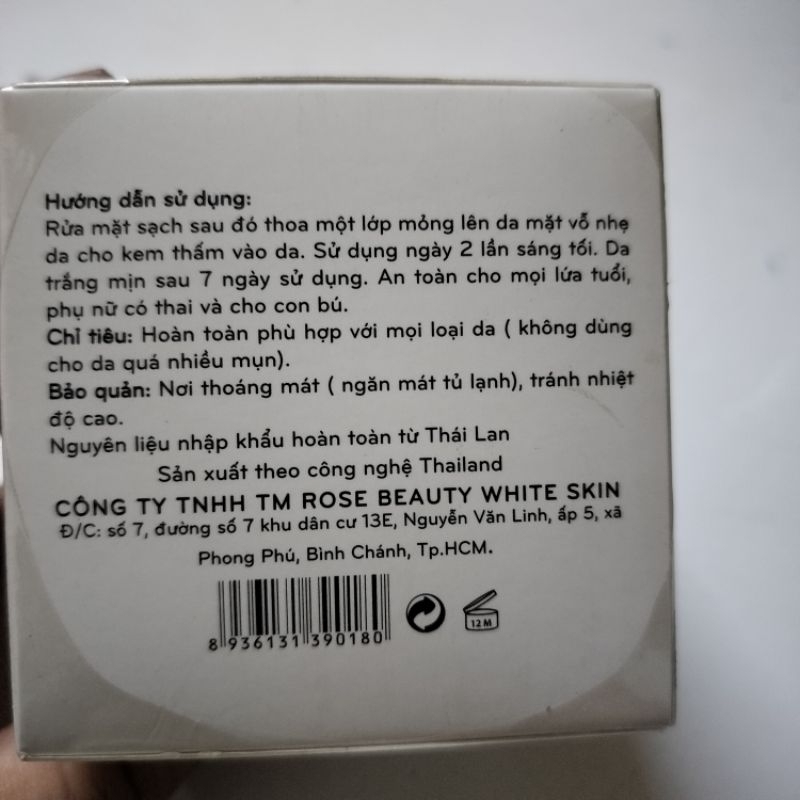 Hướng dẫn sử dụng:
Rửa mặt sạch sau đó thoa một lớp mỏng lên da mặt vỗ nhẹ
da cho kem thấm vào da. Sử dụng ngày 2 lần sáng tối. Da
trắng mịn sau 7 ngày sử dụng. An toàn cho mọi lứa tuổi,
phụ nữ có thai và cho con bú.
Chỉ tiêu: Hoàn toàn phù hợp với mọi loại da ( không dùng
cho da quá nhiều mụn).
Bảo quản: Nơi thoáng mát ( ngăn mát tủ lạnh), tránh nhiệt
độ cao.
Nguyên liệu nhập khẩu hoàn toàn từ Thái Lan
Sản xuất theo công nghệ Thailand
CÔNG TY TNHH TM ROSE BEAUTY WHITE SKIN
Đ/C: số 7, đường số 7 khu dân cư 13E, Nguyễn Văn Linh, ấp 5, xã
Phong Phú, Bình Chánh, Tp.HCM.
8 936131 390180
12 M